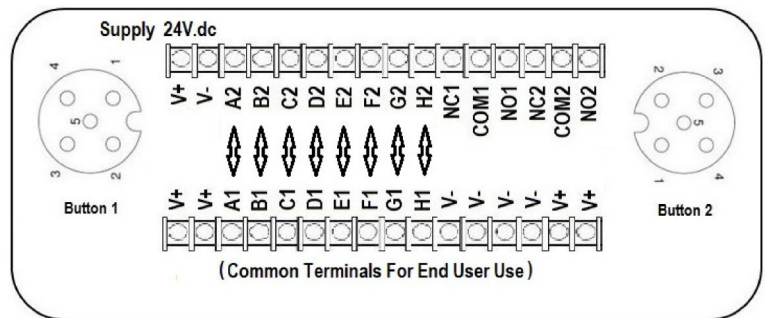 Supply 24V.dc
4 1
5
3 2
Button 1
V+ V- A2 B2 C2 D2 E2 F2 G2 H2 NC1 COM1 NO1 NC2 COM2 NO2
V+ V+ A1 B1 C1 D1 E1 F1 G1 H1 V- V- V- V- V+ V+
(Common Terminals For End User Use)
2 3
5
1 4
Button 2